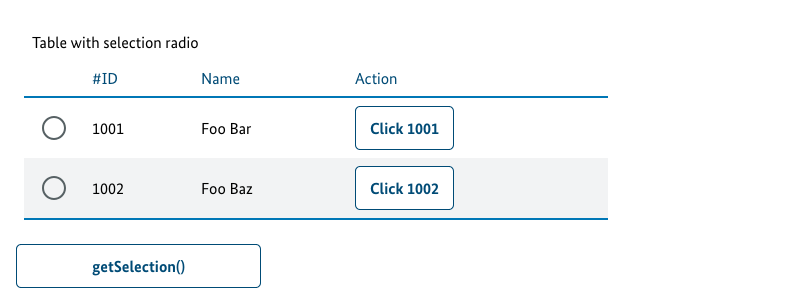 Table with selection radio
#ID Name Action
1001 Foo Bar Click 1001
1002 Foo Baz Click 1002
getSelection()